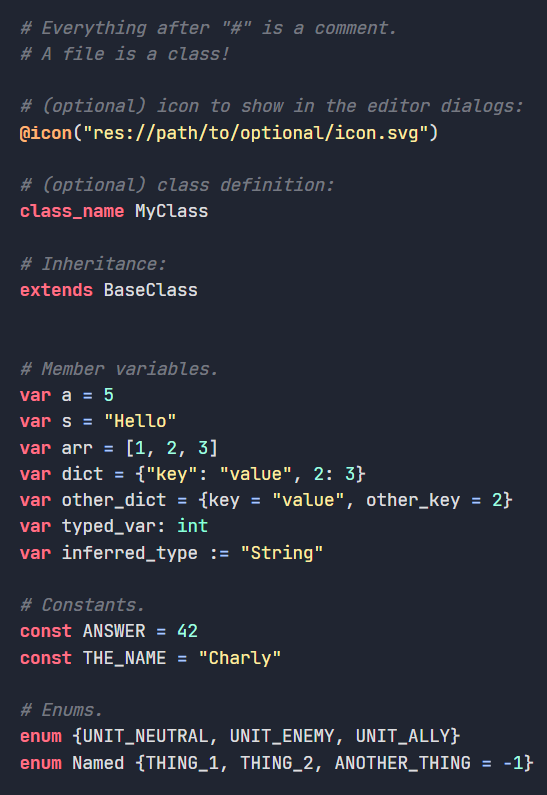 # Everything after "#" is a comment.
# A file is a class!
# (optional) icon to show in the editor dialogs:
@icon("res://path/to/optional/icon.svg")
# (optional) class definition:
class_name MyClass
# Inheritance:
extends BaseClass
# Member variables.
var a = 5
var s = "Hello"
var arr = [1, 2, 3]
var dict = {"key": "value", 2: 3}
var other_dict = {key = "value", other_key = 2}
var typed_var: int
var inferred_type := "String"
# Constants.
const ANSWER = 42
const THE_NAME = "Charly"
# Enums.
enum {UNIT_NEUTRAL, UNIT_ENEMY, UNIT_ALLY}
enum Named {THING_1, THING_2, ANOTHER_THING = -1}